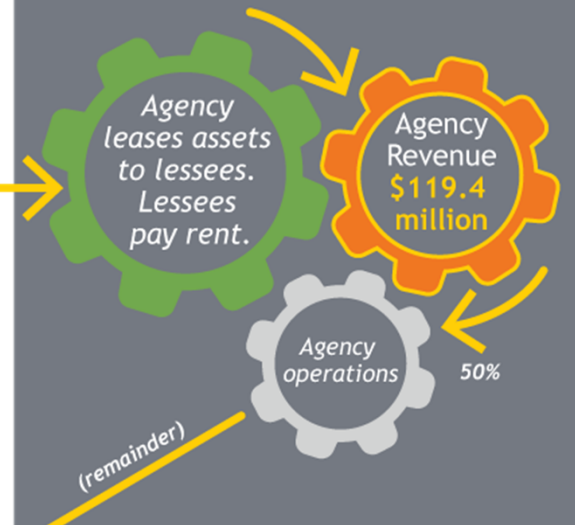 Agency
leases assets
to lessees.
Lessees
pay rent.
Agency
Revenue
$119.4
million
Agency
operations
50%
(remainder)